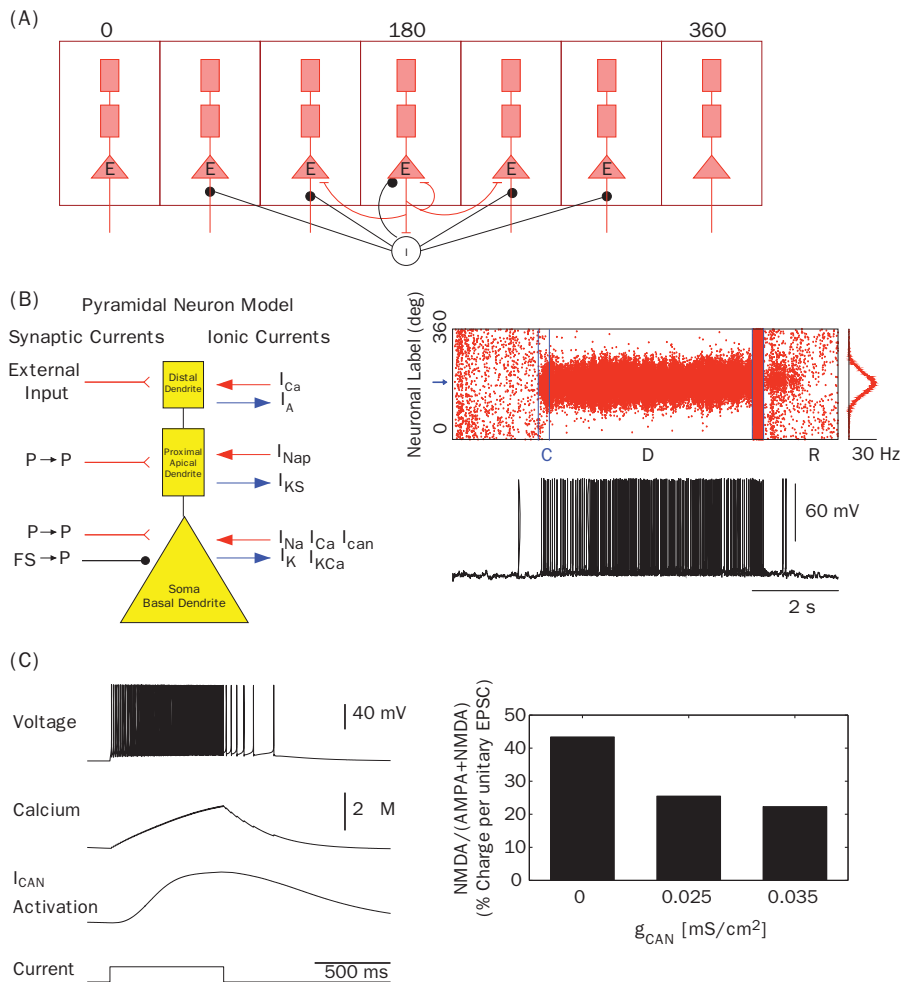 (A)
0 180 360
E E E E E E
I
(B)
Pyramidal Neuron Model
Synaptic Currents Ionic Currents
External
Input
Distal
Dendrite
I_Ca
I_A
P→P
Proximal
Apical
Dendrite
I_Nap
I_KS
P→P
FS→P
I_Na I_Ca I_can
I_K I_KCa
Soma
Basal Dendrite
Neuronal Label (deg)
360
0
C D R 30 Hz
60 mV
2 s
(C)
Voltage
40 mV
Calcium
2 M
I_CAN
Activation
Current
500 ms
NMDA/(AMPA+NMDA)
(% Charge per unitary EPSC)
50
40
30
20
10
0
0 0.025 0.035
g_CAN [mS/cm²]